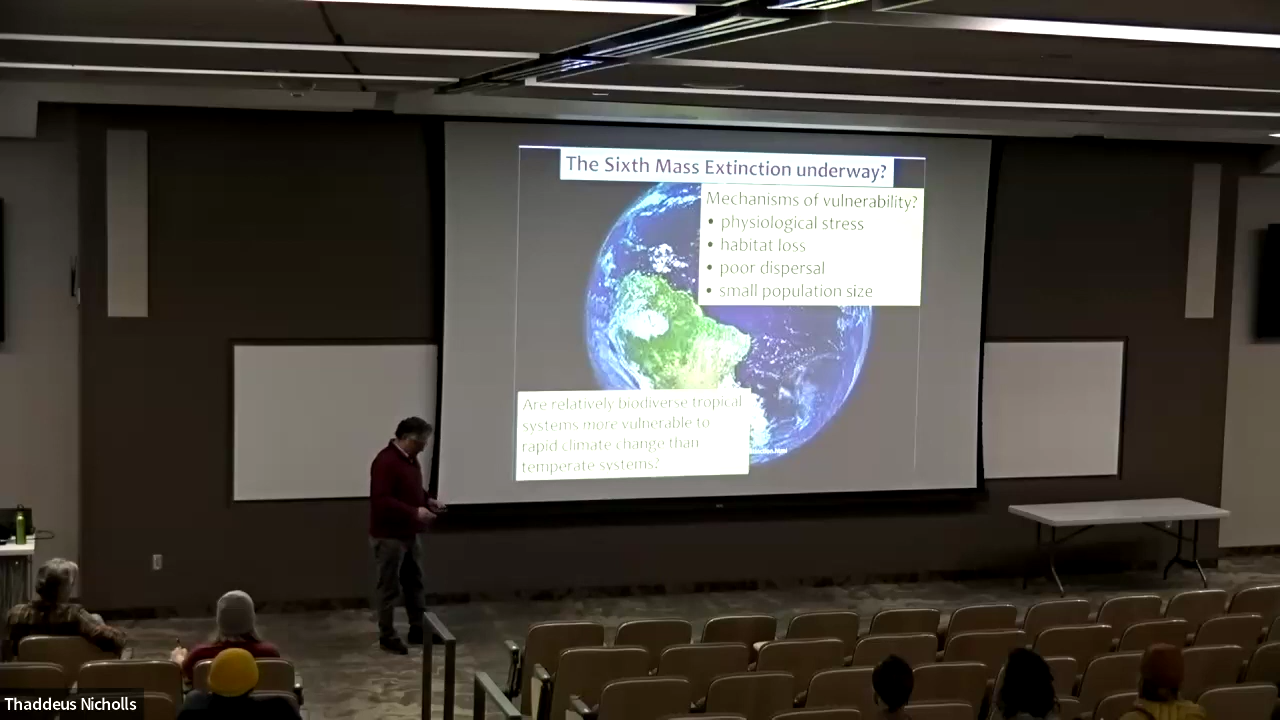 The Sixth Mass Extinction underway?
Mechanisms of vulnerability?
• physiological stress
• habitat loss
• poor dispersal
• small population size
Are relatively biodiverse tropical
systems more vulnerable to
rapid climate change than
temperate systems?
Thaddeus Nicholls